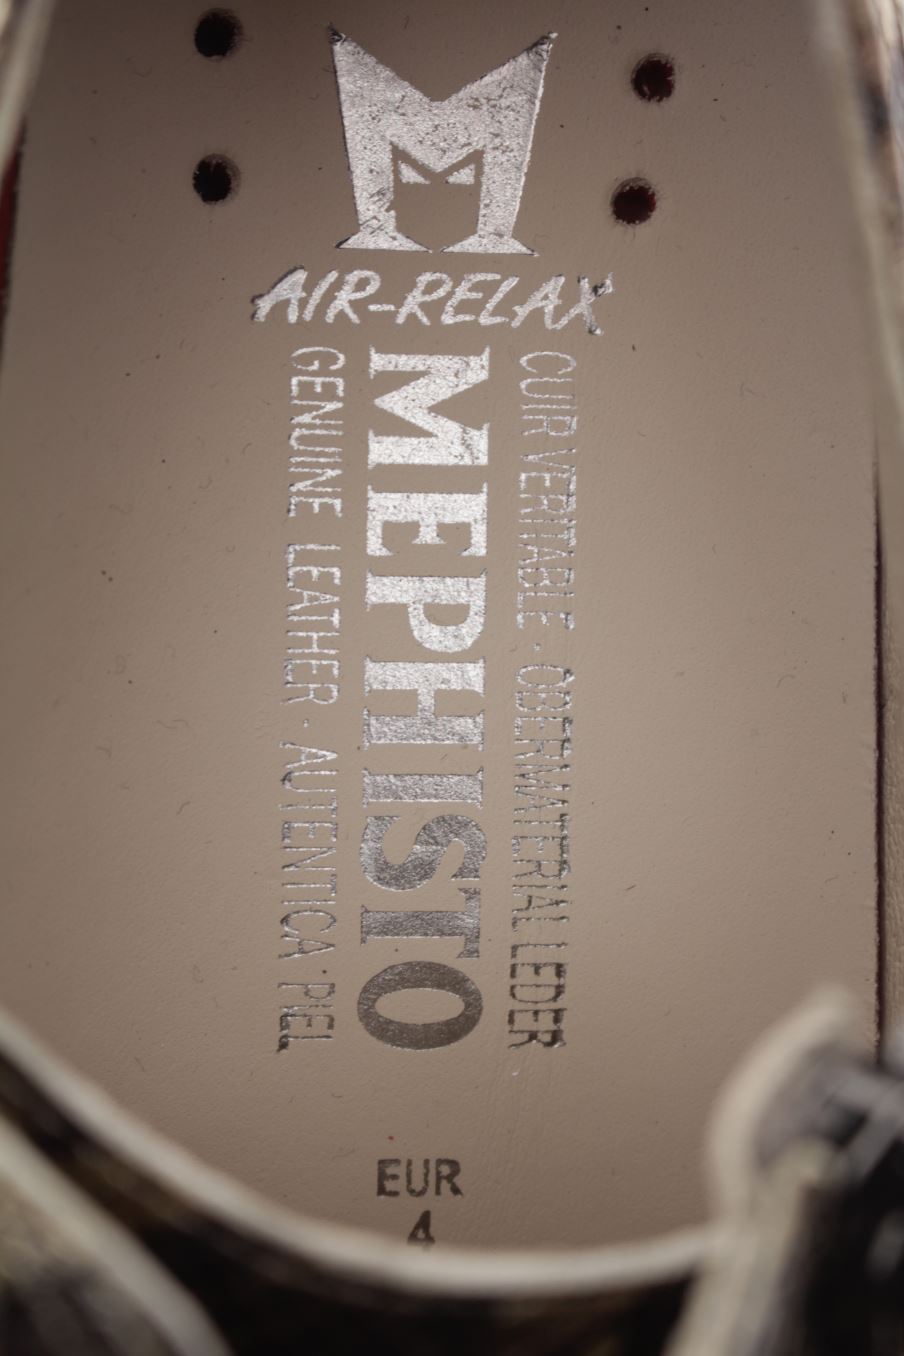 AIR-RELAX
CUIR VERITABLE · OBERMATERIAL LEDER
MEPHISTO
GENUINE LEATHER · AUTENTICA PIEL
EUR
4